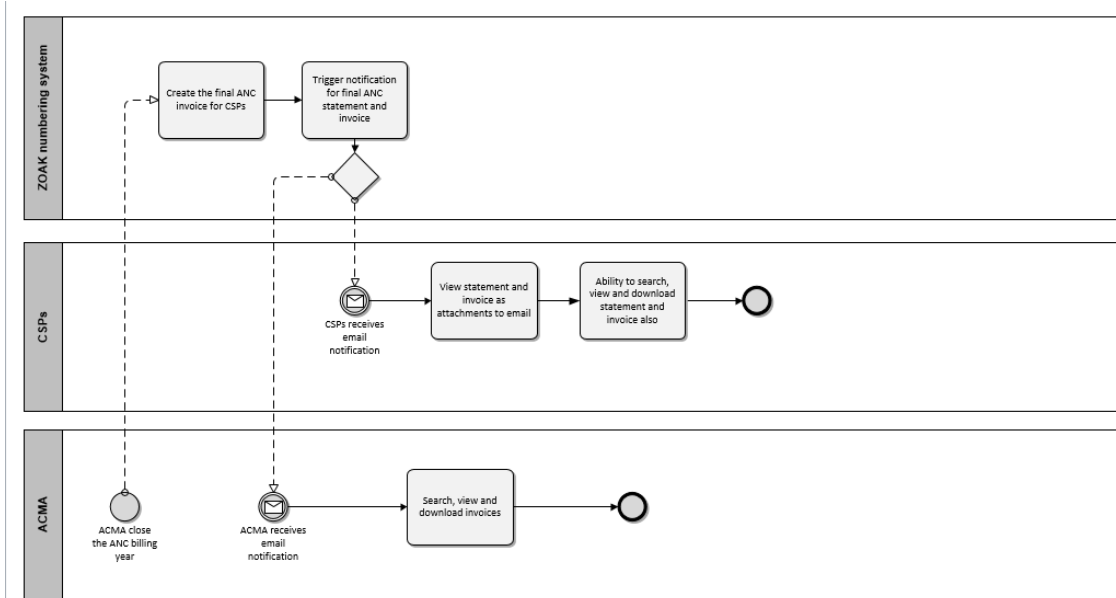 ZOAK numbering system
Create the final ANC
invoice for CSPs
Trigger notification
for final ANC
statement and
invoice
CSPs
CSPs receives
email
notification
View statement and
invoice as
attachments to email
Ability to search,
view and download
statement and
invoice also
ACMA
ACMA close
the ANC billing
year
ACMA receives
email
notification
Search, view and
download invoices